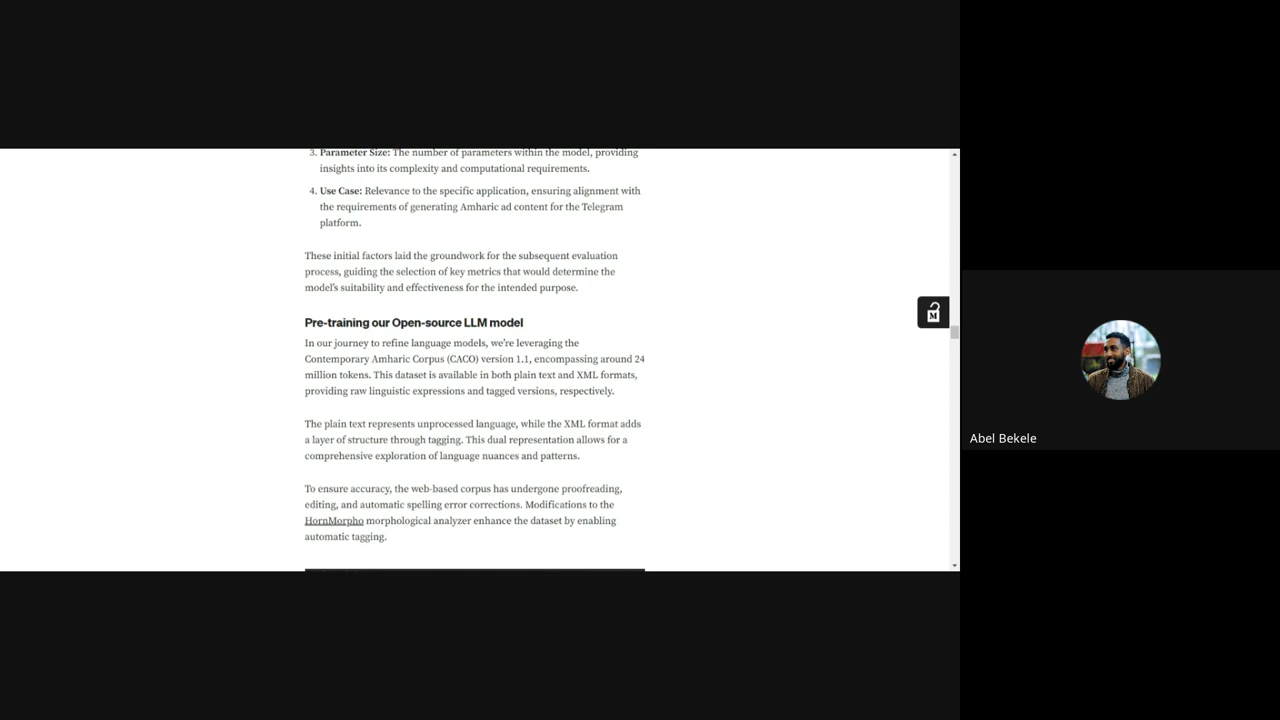 3. Parameter Size: The number of parameters within the model, providing
insights into its complexity and computational requirements.
4. Use Case: Relevance to the specific application, ensuring alignment with
the requirements of generating Amharic ad content for the Telegram
platform.
These initial factors laid the groundwork for the subsequent evaluation
process, guiding the selection of key metrics that would determine the
model’s suitability and effectiveness for the intended purpose.
Pre-training our Open-source LLM model
In our journey to refine language models, we’re leveraging the
Contemporary Amharic Corpus (CACO) version 1.1, encompassing around 24
million tokens. This dataset is available in both plain text and XML formats,
providing raw linguistic expressions and tagged versions, respectively.
The plain text represents unprocessed language, while the XML format adds
a layer of structure through tagging. This dual representation allows for a
comprehensive exploration of language nuances and patterns.
To ensure accuracy, the web-based corpus has undergone proofreading,
editing, and automatic spelling error corrections. Modifications to the
HornMorpho morphological analyzer enhance the dataset by enabling
automatic tagging.
M
Abel Bekele